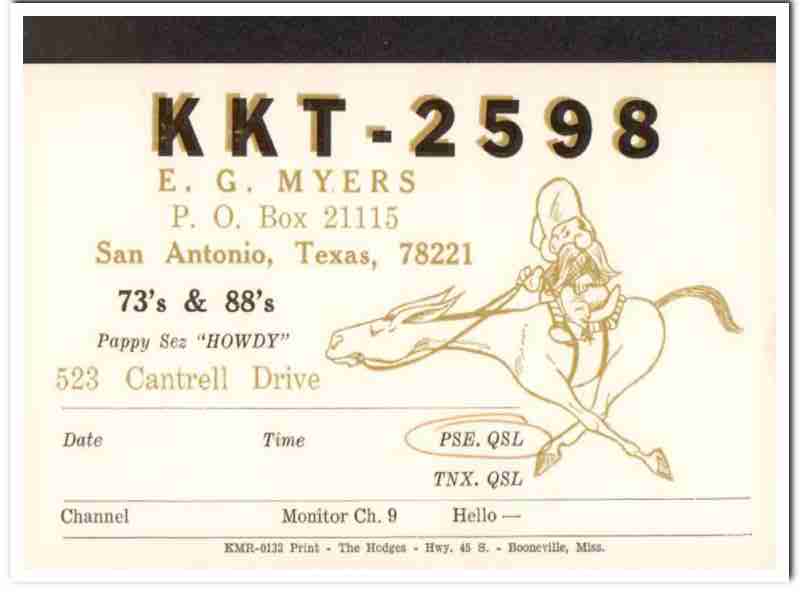 KKT-2598
E. G. MYERS
P. O. Box 21115
San Antonio, Texas, 78221
73's & 88's
Pappy Sez "HOWDY"
523 Cantrell Drive
Date Time PSE. QSL
TNX. QSL
Channel Monitor Ch. 9 Hello —
KMR-0132 Print - The Hodges - Hwy. 45 S. - Booneville, Miss.